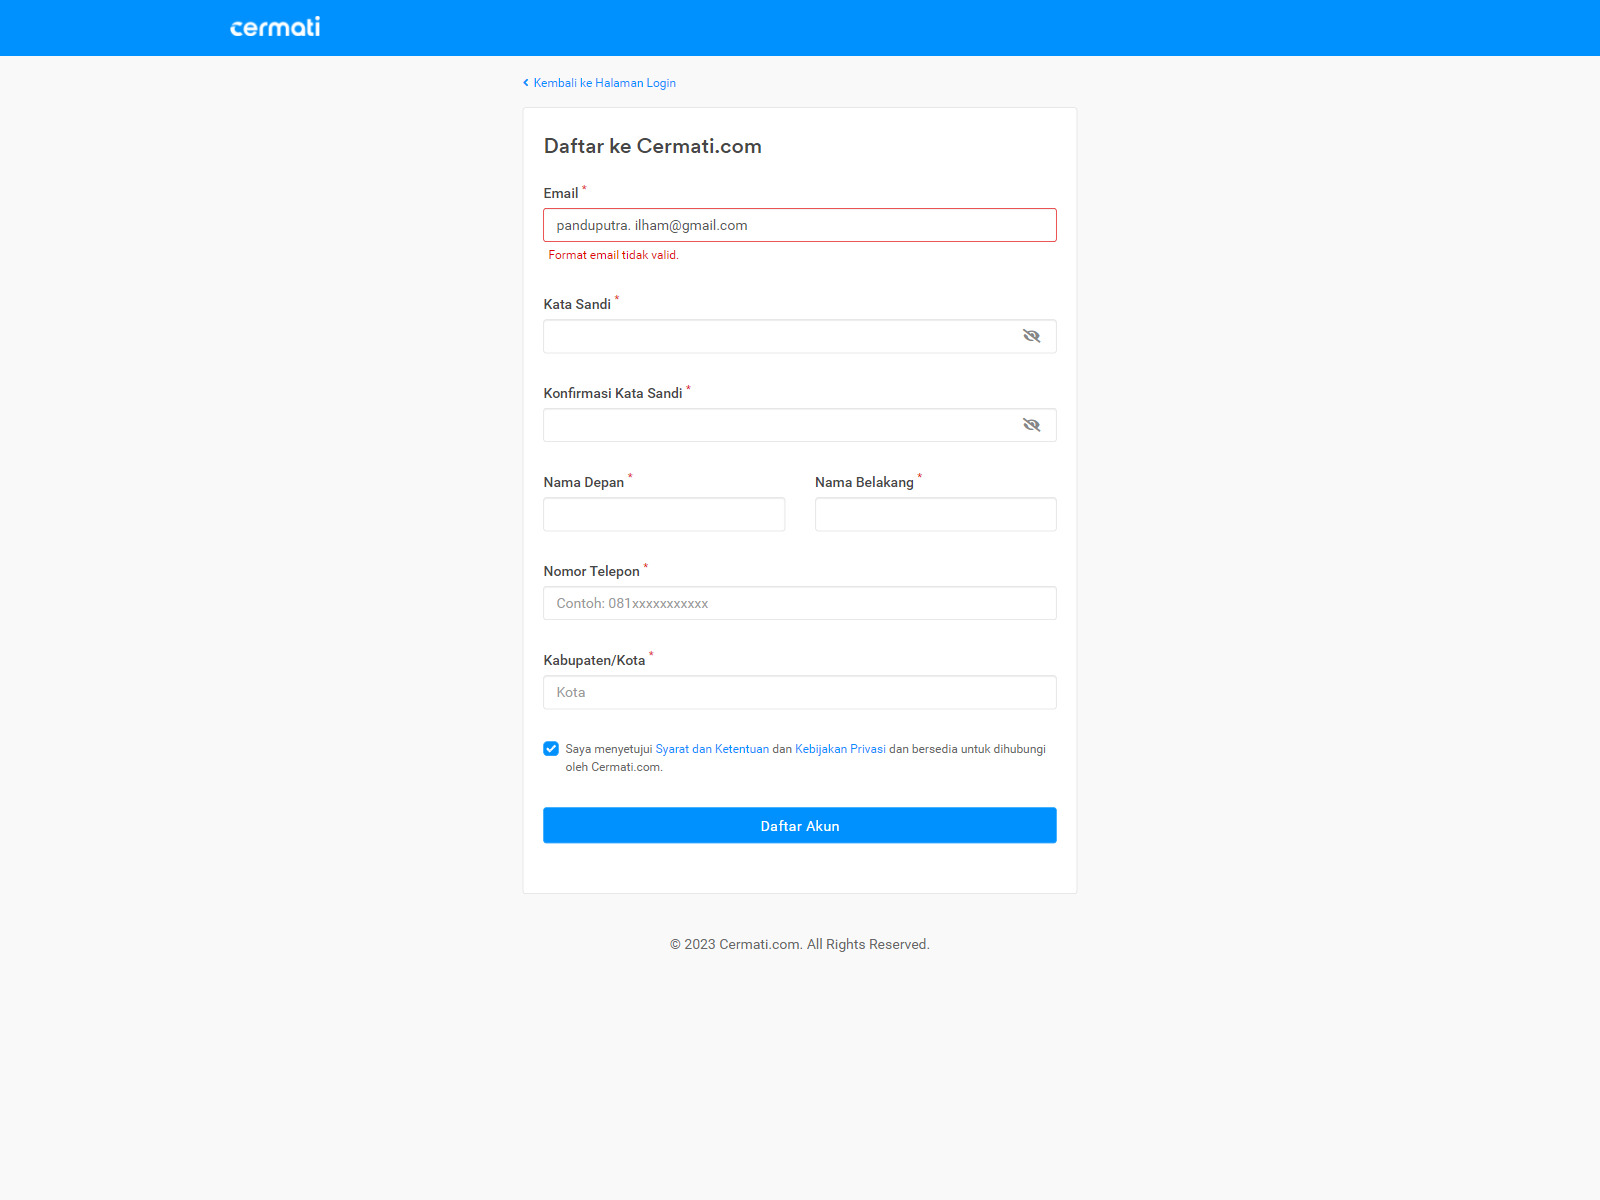 cermati
Kembali ke Halaman Login
Daftar ke Cermati.com
Email *
panduputra. ilham@gmail.com
Format email tidak valid.
Kata Sandi *
Konfirmasi Kata Sandi *
Nama Depan *
Nama Belakang *
Nomor Telepon *
Contoh: 081xxxxxxxxxxx
Kabupaten/Kota *
Kota
Saya menyetujui Syarat dan Ketentuan dan Kebijakan Privasi dan bersedia untuk dihubungi
oleh Cermati.com.
Daftar Akun
© 2023 Cermati.com. All Rights Reserved.